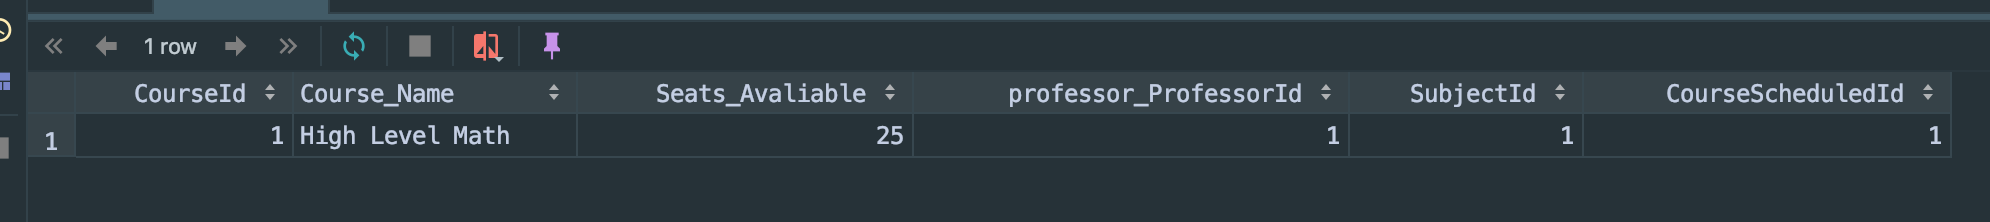 1 row
CourseId Course_Name Seats_Avaliable professor_ProfessorId SubjectId CourseScheduledId
1 1 High Level Math 25 1 1 1